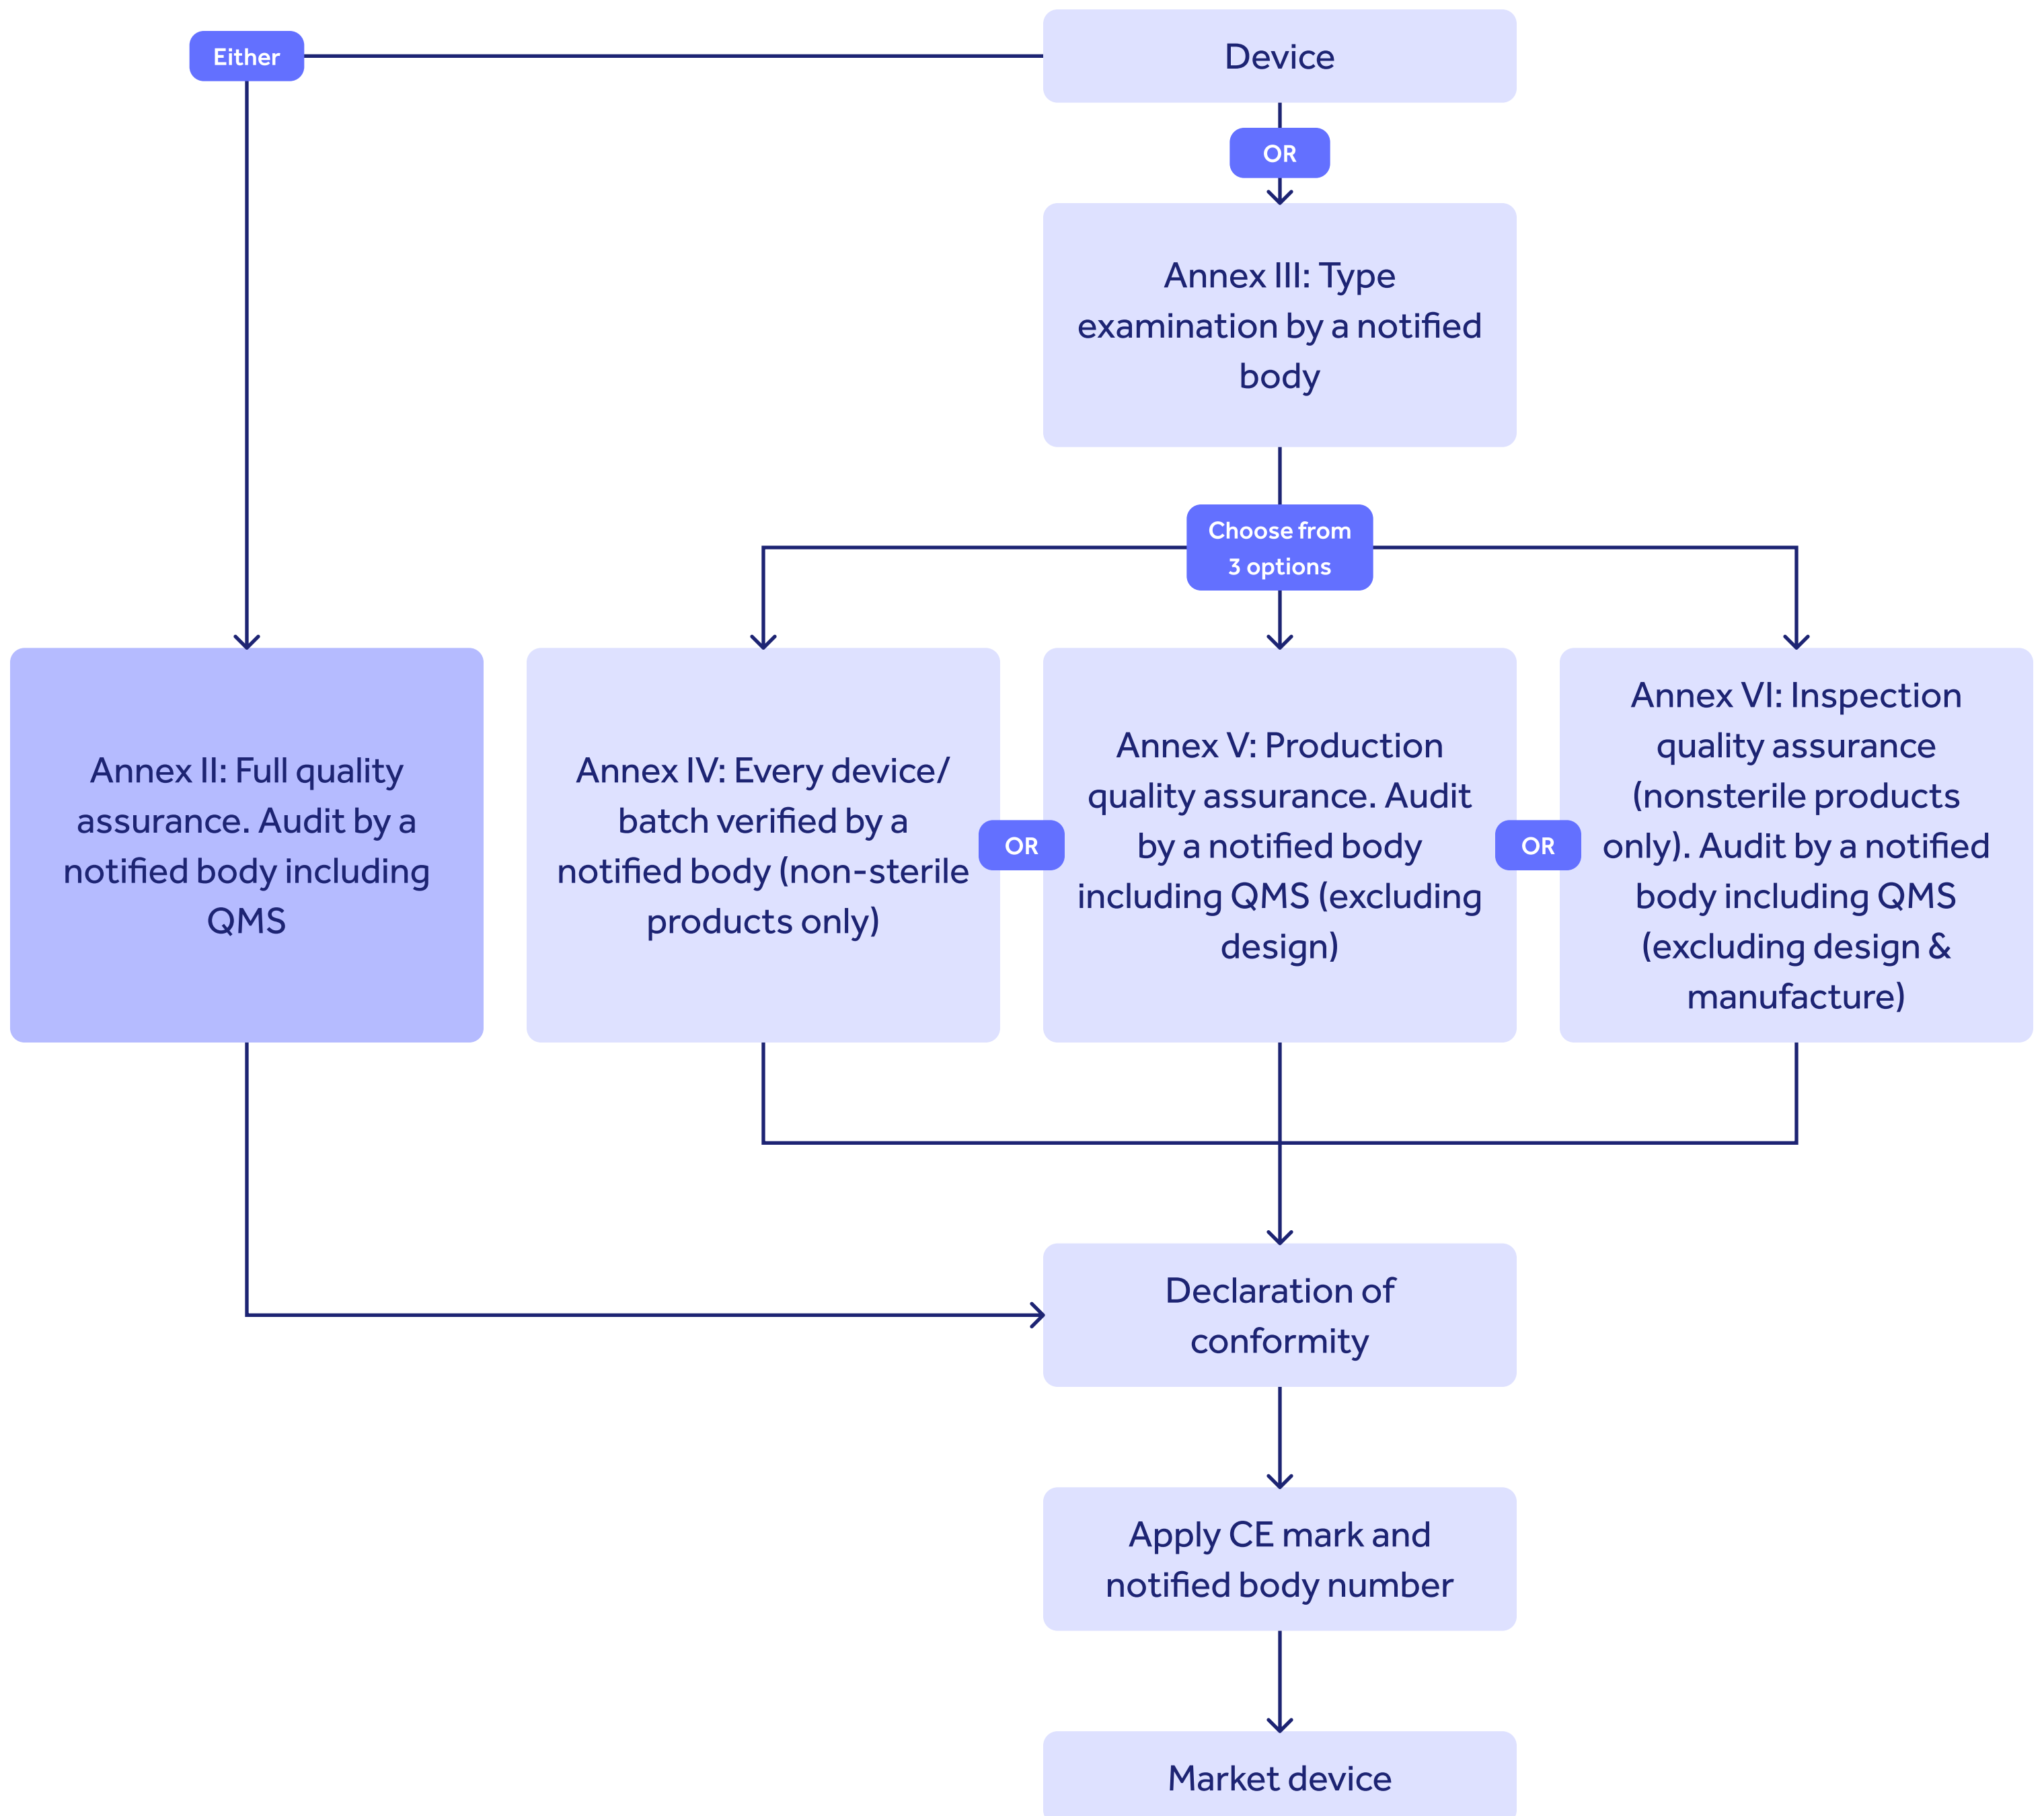 Either
Device
OR
Annex III: Type
examination by a notified
body
Choose from
3 options
Annex II: Full quality
assurance. Audit by a
notified body including
QMS
Annex IV: Every device/
batch verified by a
notified body (non-sterile
products only)
OR
Annex V: Production
quality assurance. Audit
by a notified body
including QMS (excluding
design)
OR
Annex VI: Inspection
quality assurance
(nonsterile products
only). Audit by a notified
body including QMS
(excluding design &
manufacture)
Declaration of
conformity
Apply CE mark and
notified body number
Market device